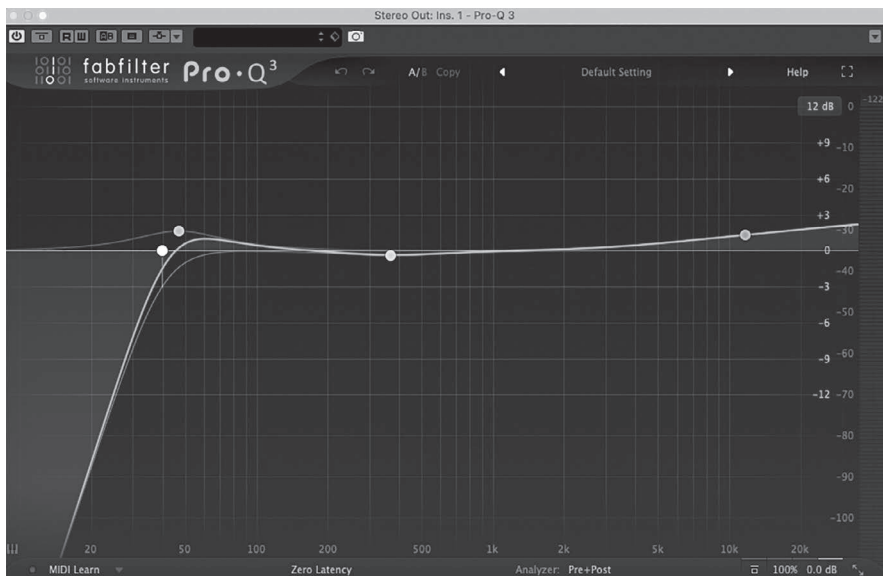 Stereo Out: Ins. 1 - Pro-Q 3
fabfilter
software instruments
Pro·Q³
A/B Copy
Default Setting
Help
12 dB 0 -122
+9 -10
+6 -20
+3 -30
0 -40
-3 -50
-6 -60
-9
-12 -70
-80
-90
-100
20 50 100 200 500 1k 2k 5k 10k 20k
MIDI Learn Zero Latency Analyzer: Pre+Post 100% 0.0 dB